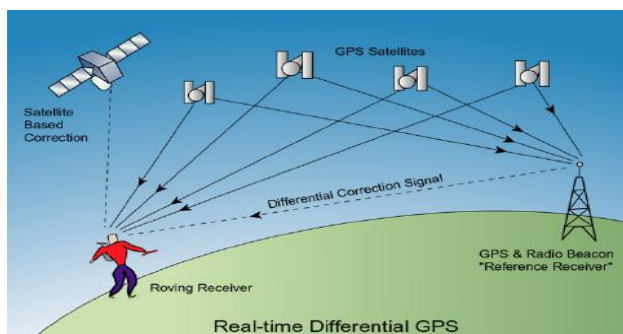 GPS Satellites
Satellite
Based
Correction
Differential Correction Signal
GPS & Radio Beacon
"Reference Receiver"
Roving Receiver
Real-time Differential GPS